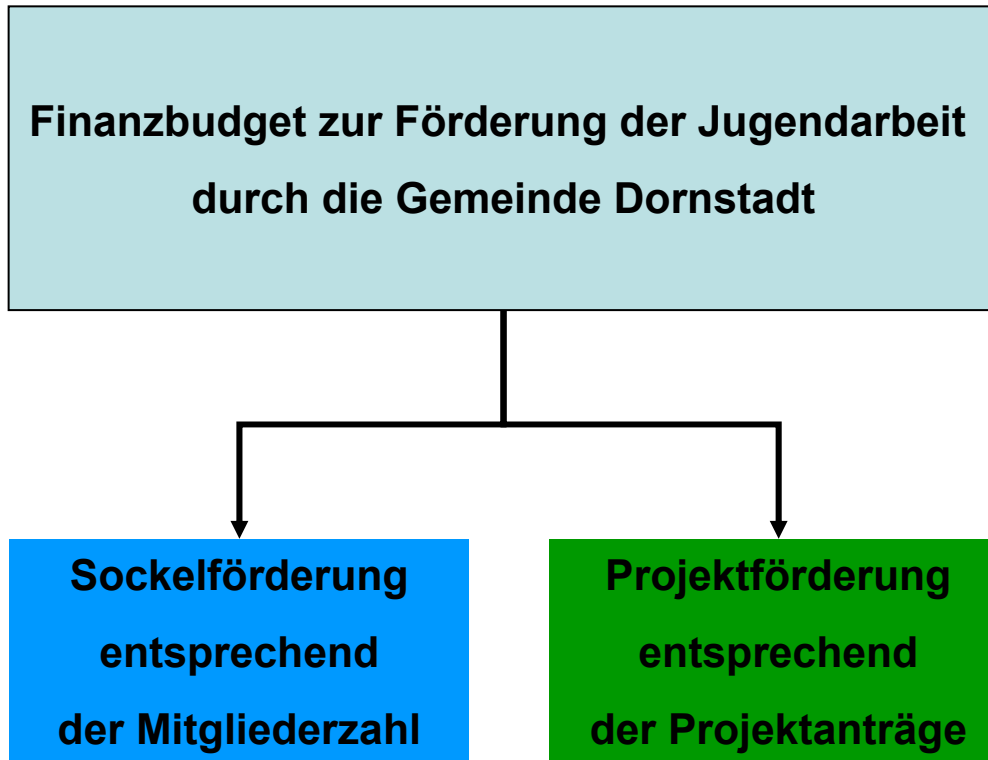 Finanzbudget zur Förderung der Jugendarbeit
durch die Gemeinde Dornstadt
Sockelförderung
entsprechend
der Mitgliederzahl
Projektförderung
entsprechend
der Projektanträge